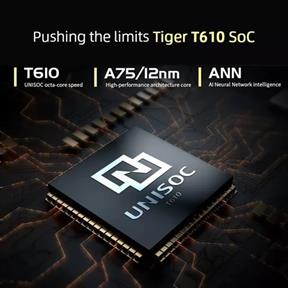 Pushing the limits Tiger T610 SoC
T610
UNISOC octa-core speed
A75/12nm
High-performance architecture core
ANN
AI Neural Network intelligence
UNISOC
T610